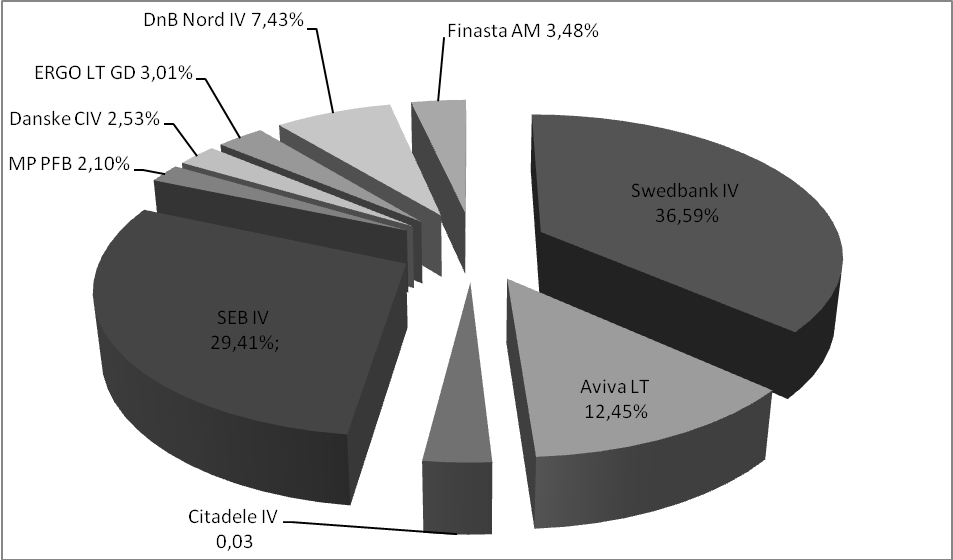 DnB Nord IV 7,43%
Finasta AM 3,48%
ERGO LT GD 3,01%
Danske CIV 2,53%
MP PFB 2,10%
Swedbank IV
36,59%
SEB IV
29,41%;
Aviva LT
12,45%
Citadele IV
0,03